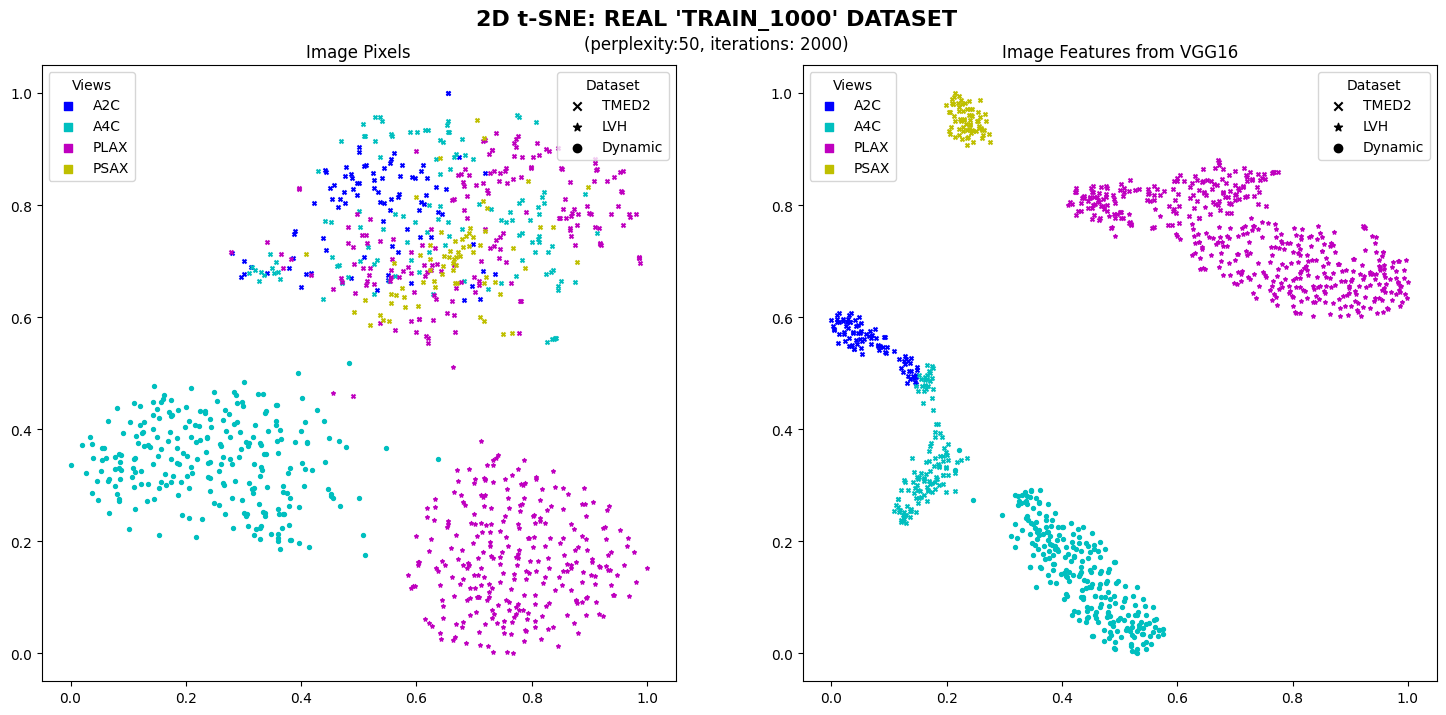 2D t-SNE: REAL 'TRAIN_1000' DATASET
(perplexity:50, iterations: 2000)
Image Pixels
Views
A2C
A4C
PLAX
PSAX
Dataset
TMED2
LVH
Dynamic
1.0
0.8
0.6
0.4
0.2
0.0
0.0 0.2 0.4 0.6 0.8 1.0
Image Features from VGG16
Views
A2C
A4C
PLAX
PSAX
Dataset
TMED2
LVH
Dynamic
1.0
0.8
0.6
0.4
0.2
0.0
0.0 0.2 0.4 0.6 0.8 1.0